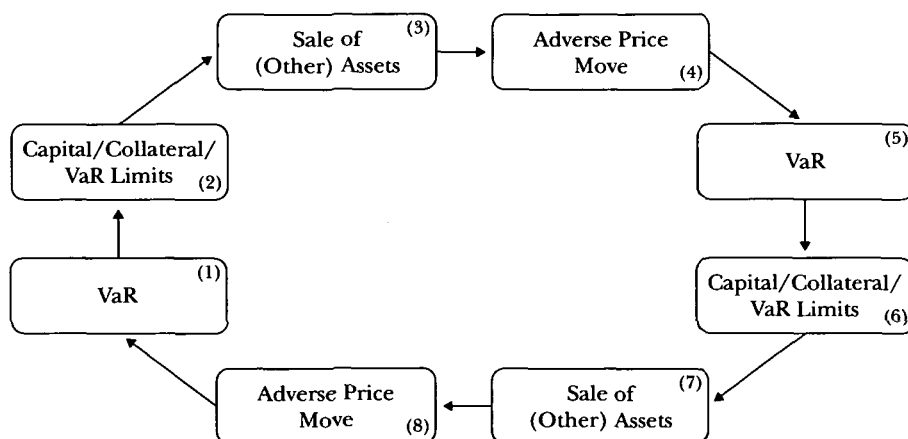 (3)
Sale of
(Other) Assets
Adverse Price
Move
(4)
(5)
VaR
Capital/Collateral/
VaR Limits
(2)
(1)
VaR
Capital/Collateral/
VaR Limits
(6)
(7)
Sale of
(Other) Assets
Adverse Price
Move
(8)